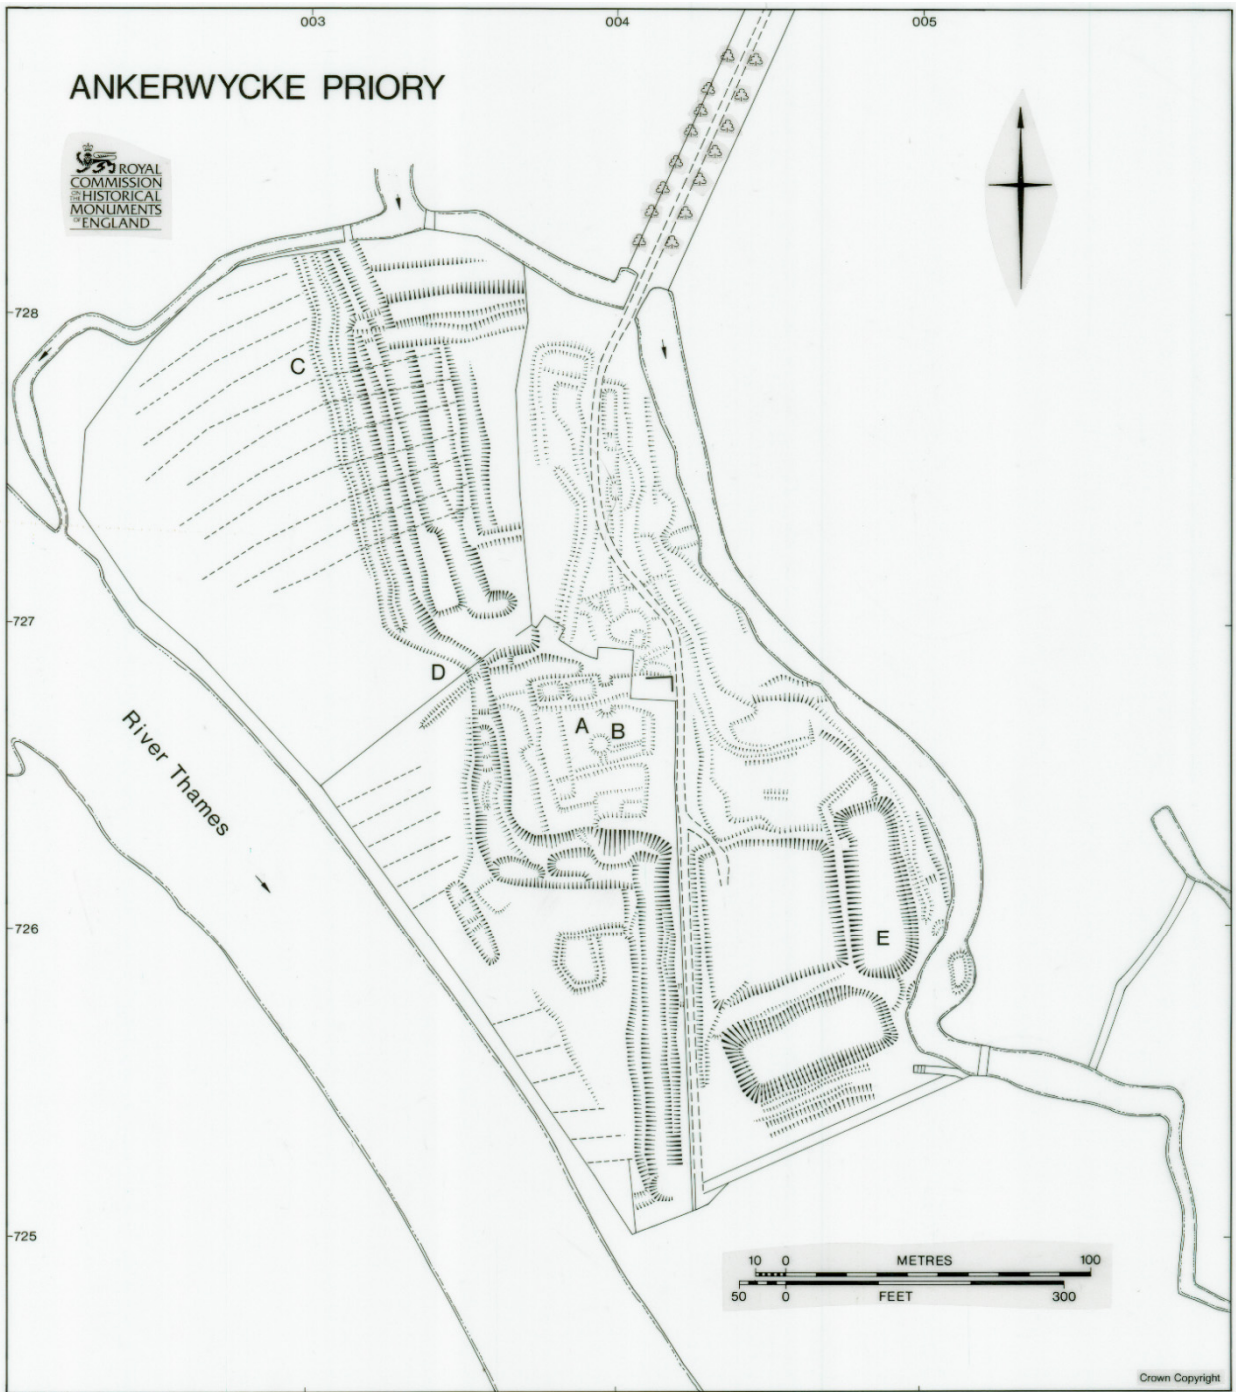 003 004 005
ANKERWYCKE PRIORY
ROYAL
COMMISSION
ON THE HISTORICAL
MONUMENTS
OF ENGLAND
728
C
727
D
A B
River Thames
726
E
725
10 0 METRES 100
50 0 FEET 300
Crown Copyright